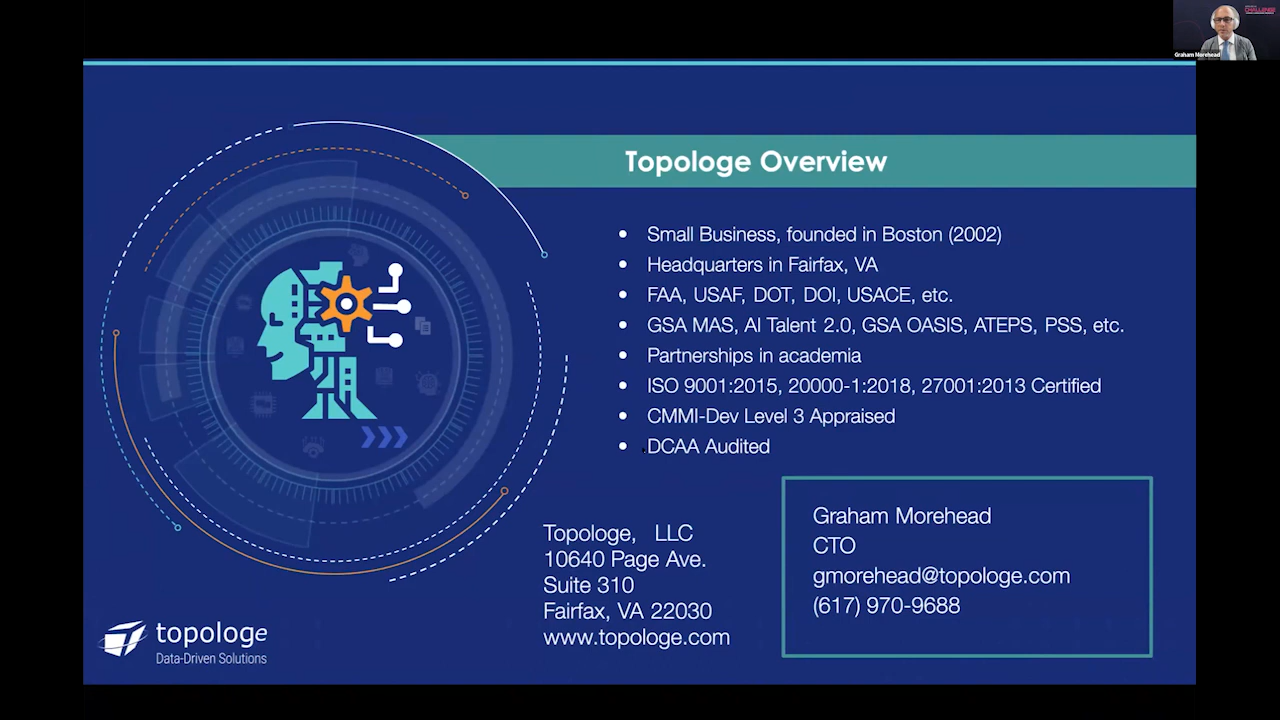 CHALLENGE
Graham Morehead
Topologe Overview
• Small Business, founded in Boston (2002)
• Headquarters in Fairfax, VA
• FAA, USAF, DOT, DOI, USACE, etc.
• GSA MAS, AI Talent 2.0, GSA OASIS, ATEPS, PSS, etc.
• Partnerships in academia
• ISO 9001:2015, 20000-1:2018, 27001:2013 Certified
• CMMI-Dev Level 3 Appraised
• DCAA Audited
Topologe, LLC
10640 Page Ave.
Suite 310
Fairfax, VA 22030
www.topologe.com
Graham Morehead
CTO
gmorehead@topologe.com
(617) 970-9688
topologe
Data-Driven Solutions